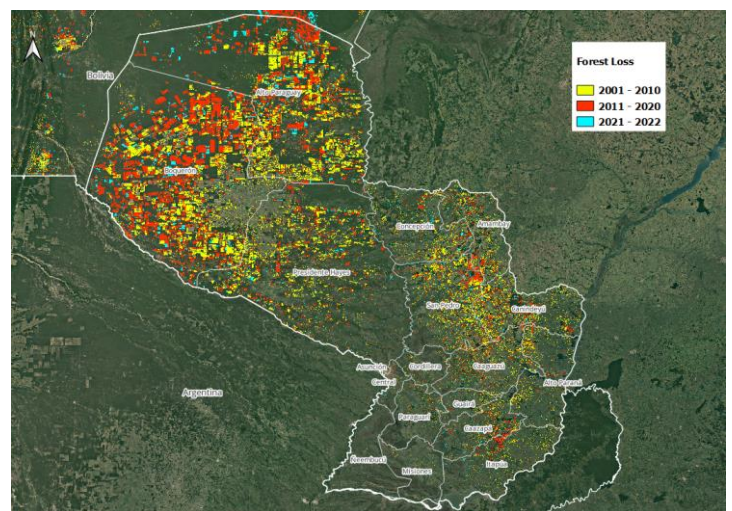 N
Forest Loss
2001 - 2010
2011 - 2020
2021 - 2022
Bolivia
Alto Paraguay
Boquerón
Concepción
Amambay
Presidente Hayes
San Pedro
Canindeyú
Asunción
Cordillera
Caaguazú
Central
Alto Paraná
Argentina
Guairá
Paraguarí
Caazapá
Ñeembucú
Misiones
Itapúa